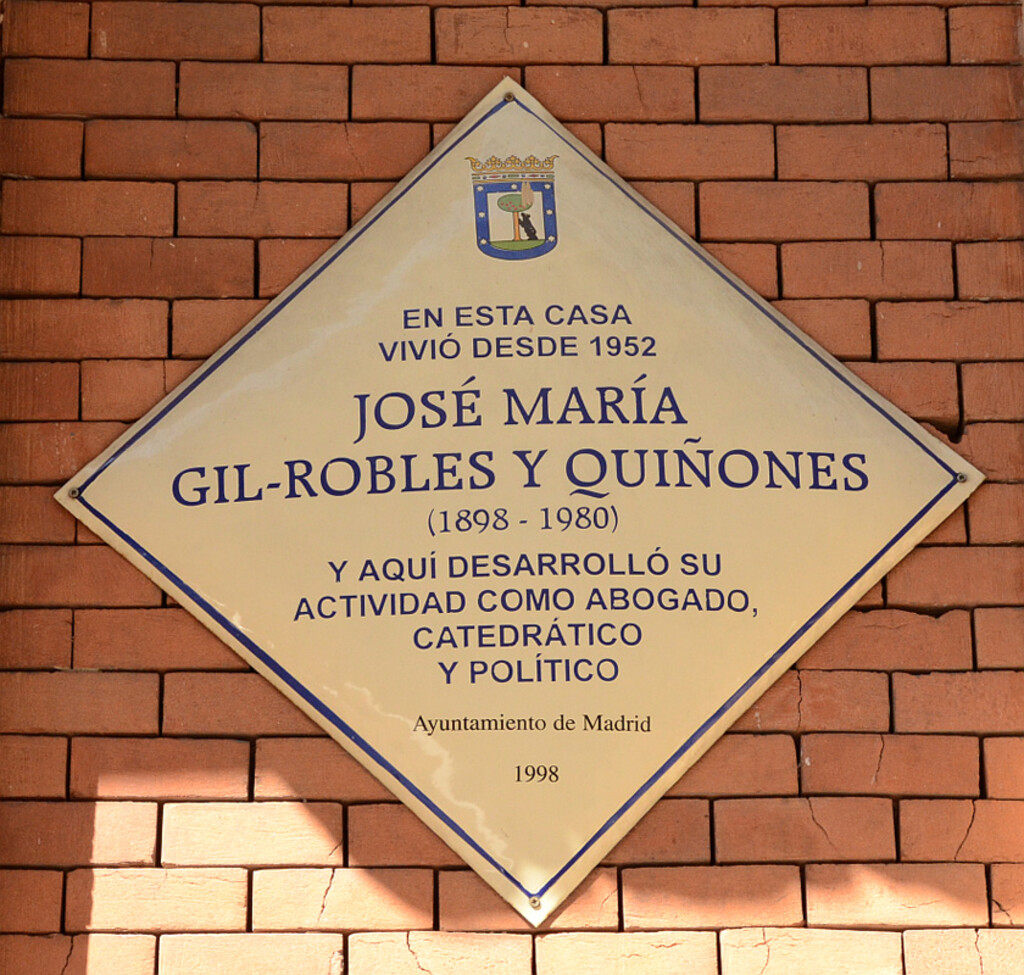 EN ESTA CASA
VIVIÓ DESDE 1952
JOSÉ MARÍA
GIL-ROBLES Y QUIÑONES
(1898 - 1980)
Y AQUÍ DESARROLLÓ SU
ACTIVIDAD COMO ABOGADO,
CATEDRÁTICO
Y POLÍTICO
Ayuntamiento de Madrid
1998